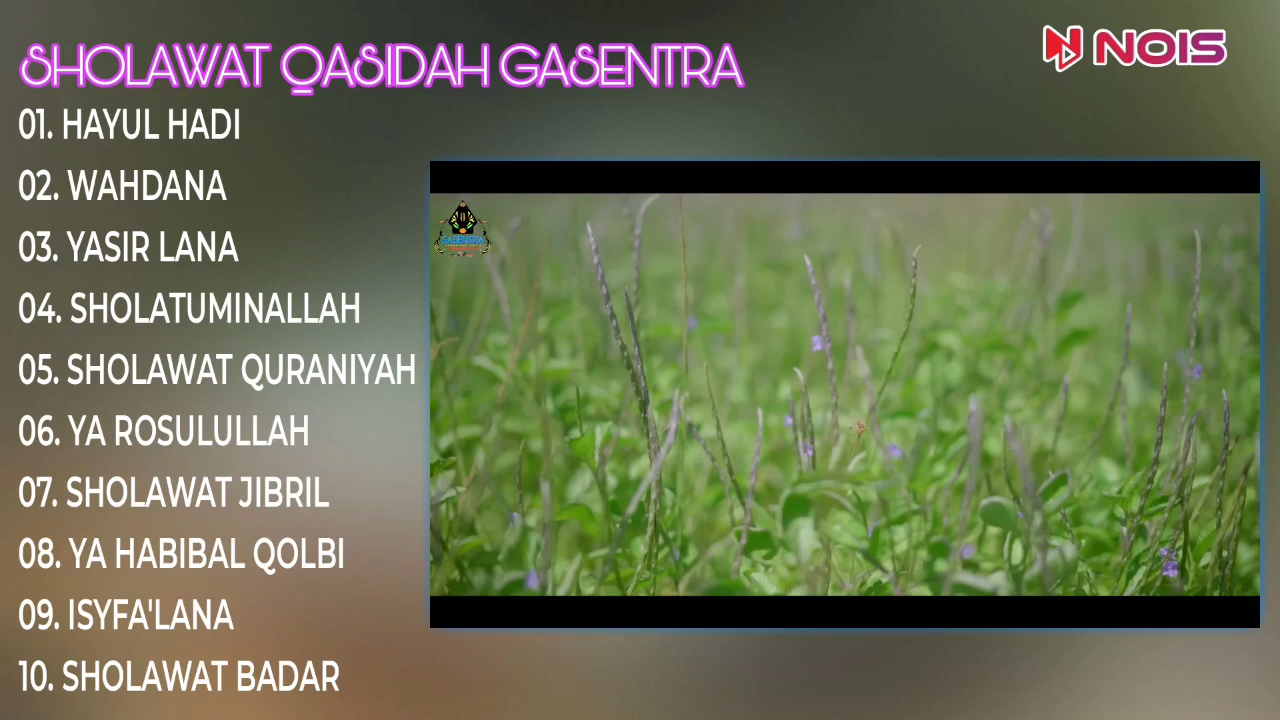 SHOLAWAT QASIDAH GASENTRA
NOIS
01. HAYUL HADI
02. WAHDANA
03. YASIR LANA
04. SHOLATUMINALLAH
05. SHOLAWAT QURANIYAH
06. YA ROSULULLAH
07. SHOLAWAT JIBRIL
08. YA HABIBAL QOLBI
09. ISYFA'LANA
10. SHOLAWAT BADAR
GASENTRA